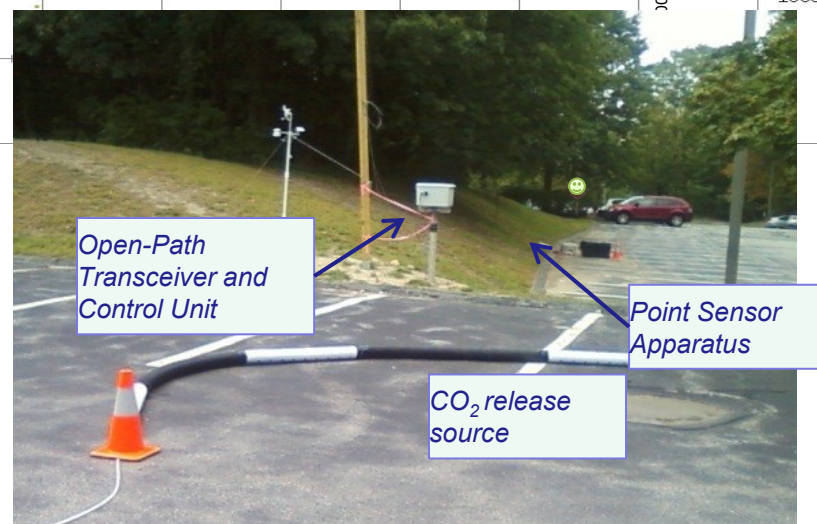 Open-Path
Transceiver and
Control Unit
Point Sensor
Apparatus
CO₂ release
source